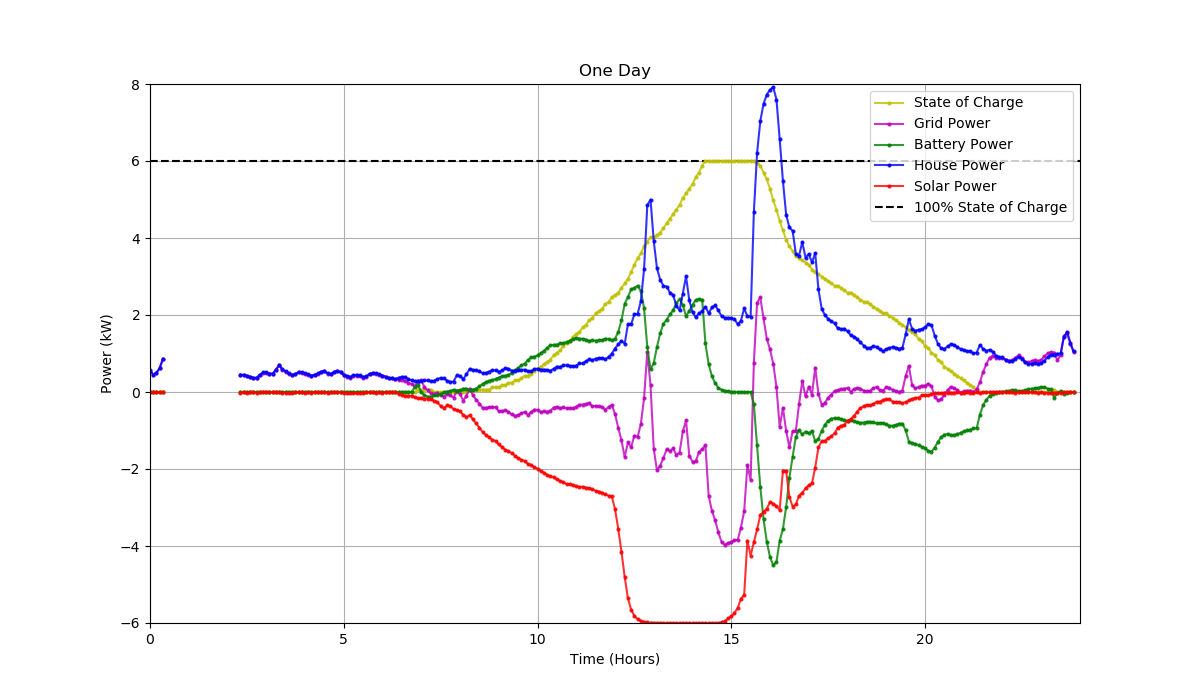 One Day
Power (kW)
8
6
4
2
0
−2
−4
−6
State of Charge
Grid Power
Battery Power
House Power
Solar Power
100% State of Charge
0 5 10 15 20
Time (Hours)